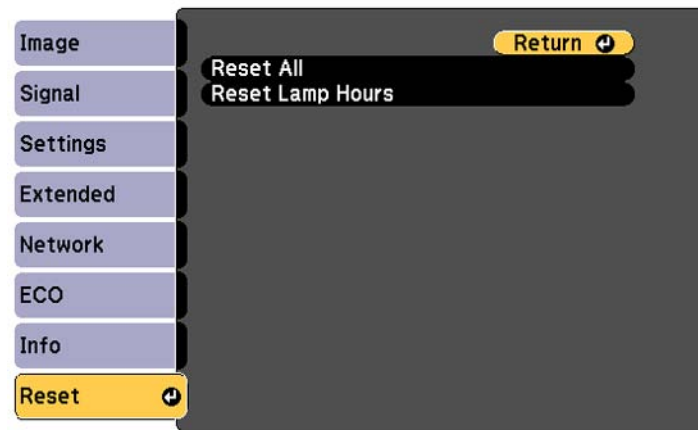 Image
Signal
Settings
Extended
Network
ECO
Info
Reset
Return
Reset All
Reset Lamp Hours